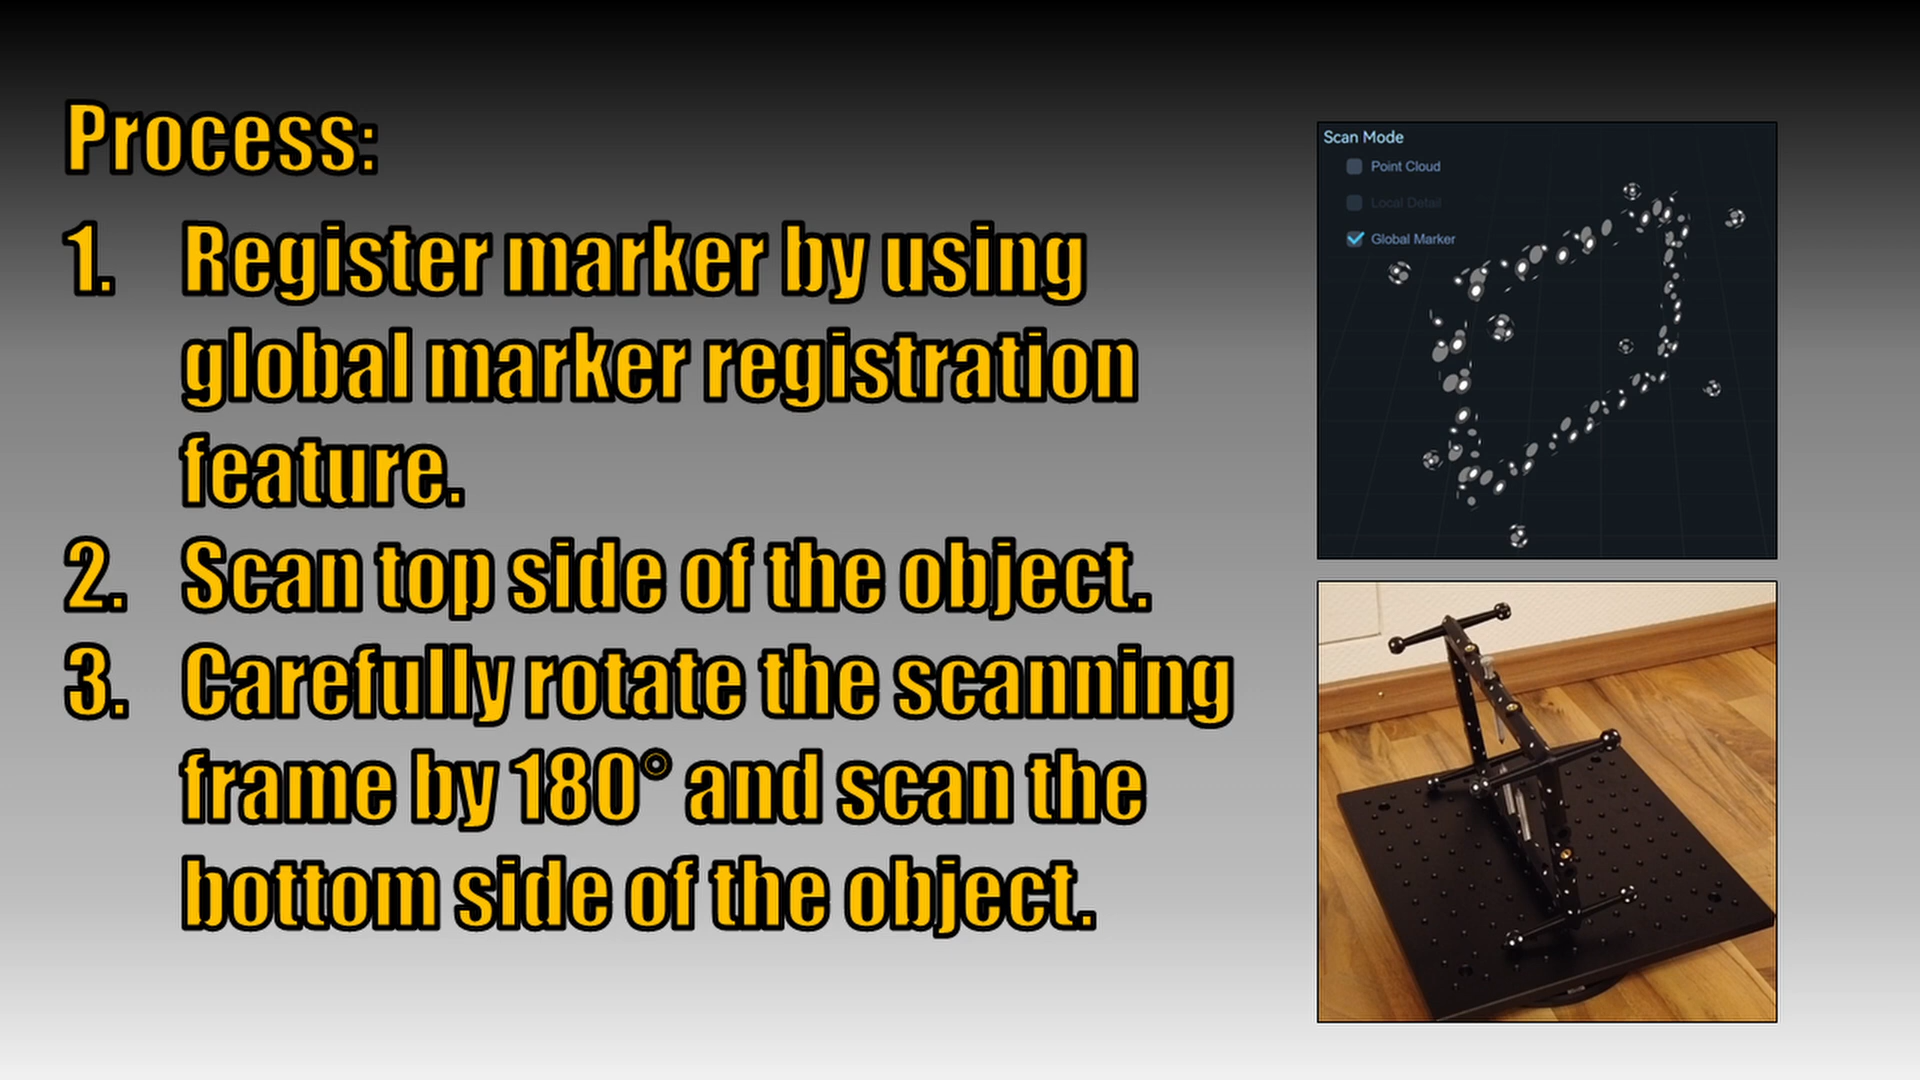 Process:
1. Register marker by using
global marker registration
feature.
2. Scan top side of the object.
3. Carefully rotate the scanning
frame by 180° and scan the
bottom side of the object.
Scan Mode
Point Cloud
Local Detail
Global Marker